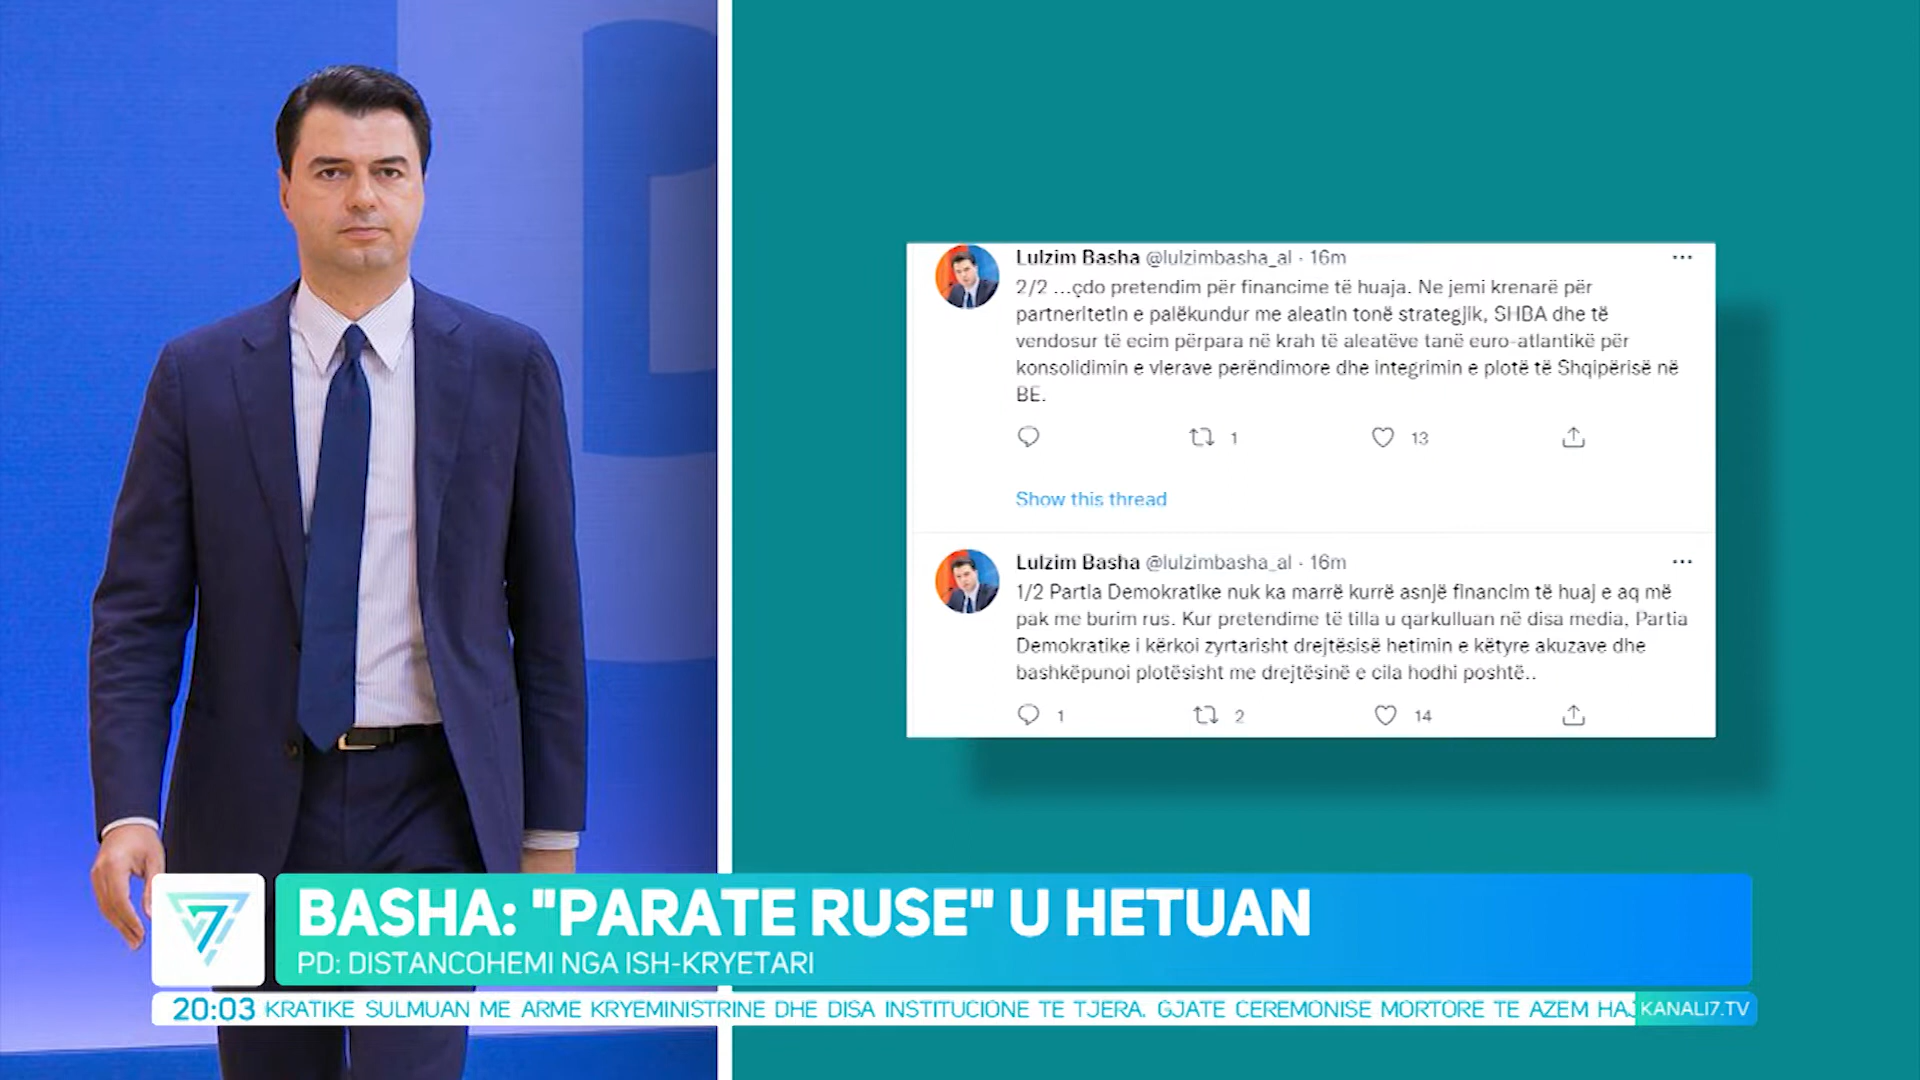 Lulzim Basha @lulzimbasha_al · 16m
2/2 ...çdo pretendim për financime të huaja. Ne jemi krenarë për
partneritetin e palëkundur me aleatin tonë strategjik, SHBA dhe të
vendosur të ecim përpara në krah të aleatëve tanë euro-atlantikë për
konsolidimin e vlerave perëndimore dhe integrimin e plotë të Shqipërisë në
BE.
1 13
Show this thread
Lulzim Basha @lulzimbasha_al · 16m
1/2 Partia Demokratike nuk ka marrë kurrë asnjë financim të huaj e aq më
pak me burim rus. Kur pretendime të tilla u qarkulluan në disa media, Partia
Demokratike i kërkoi zyrtarisht drejtësisë hetimin e këtyre akuzave dhe
bashkëpunoi plotësisht me drejtësinë e cila hodhi poshtë..
1 2 14
BASHA: "PARATE RUSE" U HETUAN
PD: DISTANCOHEMI NGA ISH-KRYETARI
20:03 KRATIKE SULMUAN ME ARME KRYEMINISTRINE DHE DISA INSTITUCIONE TE TJERA. GJATE CEREMONISE MORTORE TE AZEM HAJ KANALI7.TV